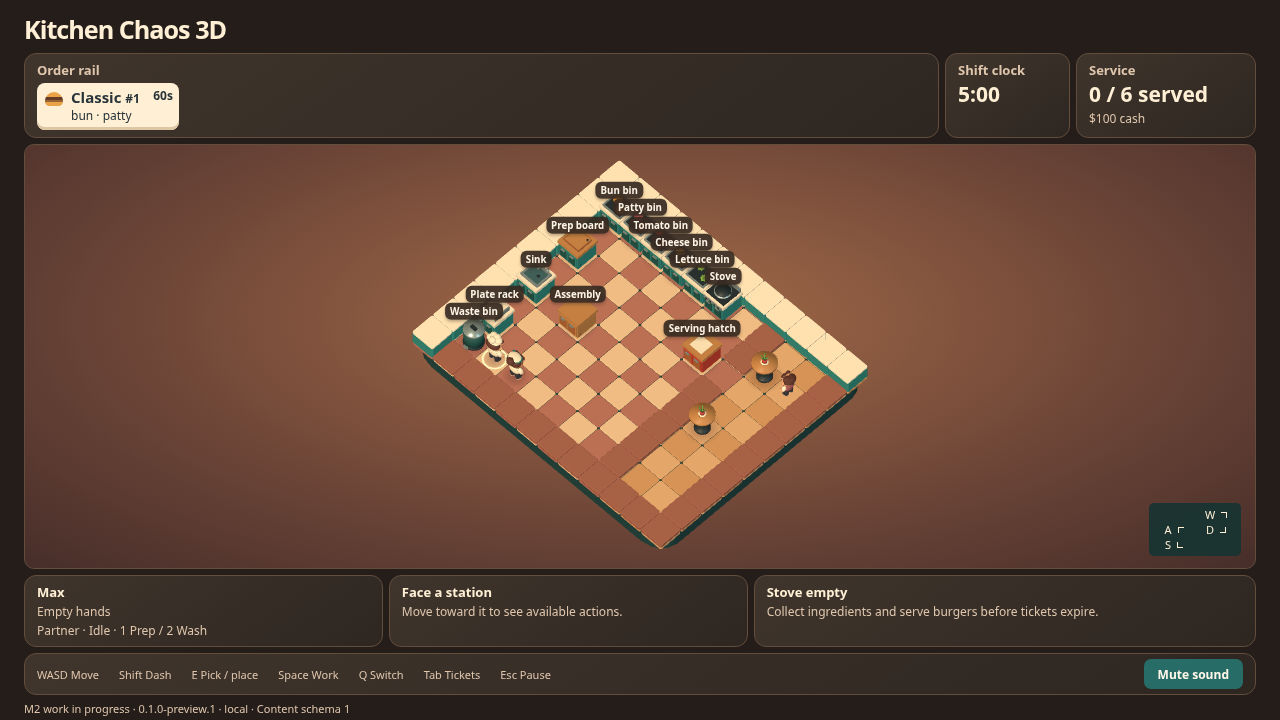 Kitchen Chaos 3D
Order rail
Classic #1 60s
bun · patty
Shift clock
5:00
Service
0 / 6 served
$100 cash
Bun bin
Patty bin
Prep board
Tomato bin
Cheese bin
Sink
Lettuce bin
Stove
Plate rack
Assembly
Waste bin
Serving hatch
W
A
D
S
Max
Empty hands
Partner · Idle · 1 Prep / 2 Wash
Face a station
Move toward it to see available actions.
Stove empty
Collect ingredients and serve burgers before tickets expire.
WASD Move
Shift Dash
E Pick / place
Space Work
Q Switch
Tab Tickets
Esc Pause
Mute sound
M2 work in progress · 0.1.0-preview.1 · local · Content schema 1